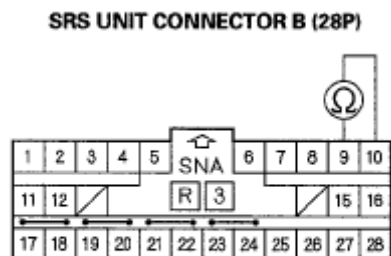 SRS UNIT CONNECTOR B (28P)
Ω
1 2 3 4 5 6 7 8 9 10
SNA
11 12 R 3 15 16
17 18 19 20 21 22 23 24 25 26 27 28